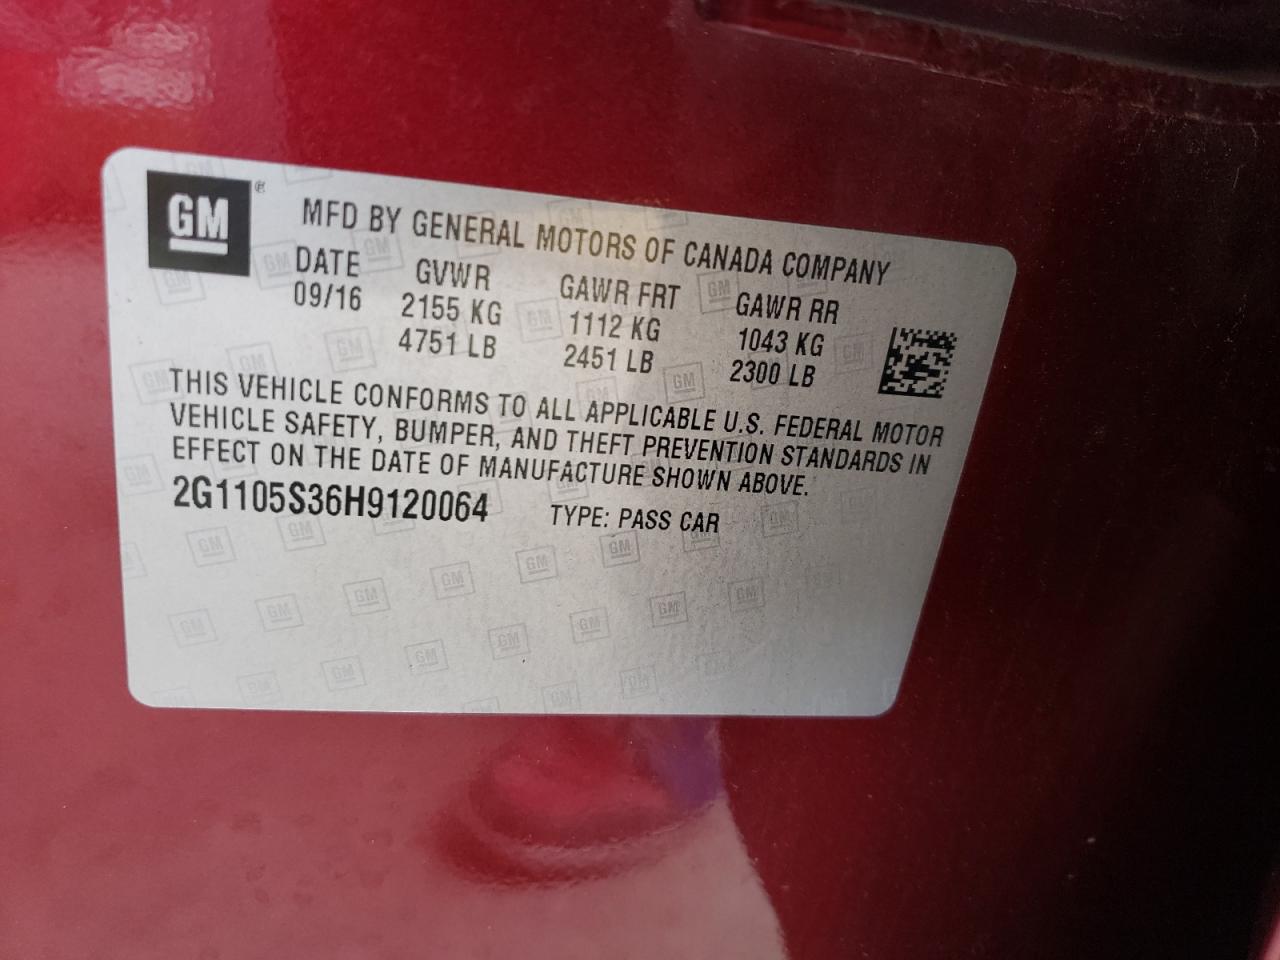 GM®
MFD BY GENERAL MOTORS OF CANADA COMPANY
DATE GVWR GAWR FRT GAWR RR
09/16 2155 KG 1112 KG 1043 KG
4751 LB 2451 LB 2300 LB
THIS VEHICLE CONFORMS TO ALL APPLICABLE U.S. FEDERAL MOTOR
VEHICLE SAFETY, BUMPER, AND THEFT PREVENTION STANDARDS IN
EFFECT ON THE DATE OF MANUFACTURE SHOWN ABOVE.
2G1105S36H9120064 TYPE: PASS CAR